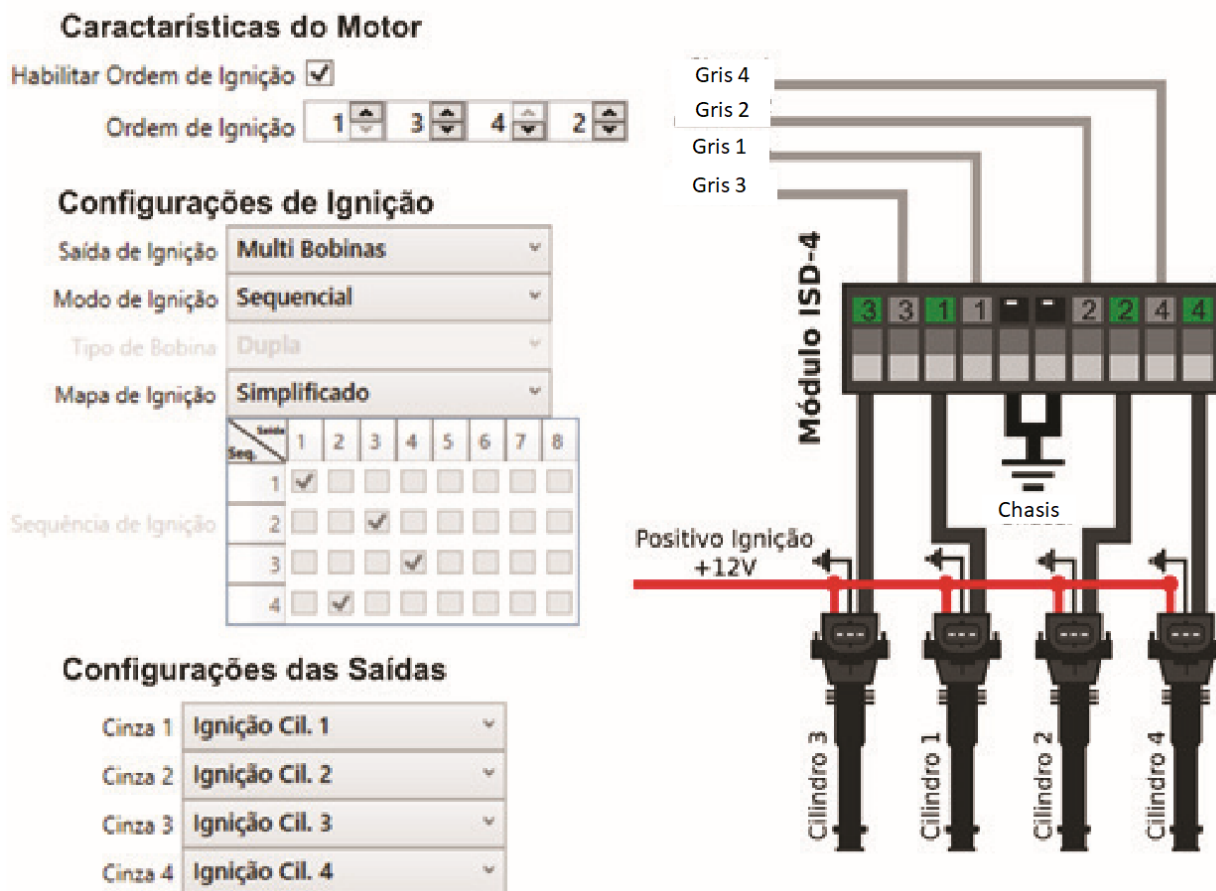 Caractarísticas do Motor
Habilitar Ordem de Ignição
Ordem de Ignição 1 3 4 2
Configurações de Ignição
Saída de Ignição Multi Bobinas
Modo de Ignição Sequencial
Tipo de Bobina Dupla
Mapa de Ignição Simplificado
Saída
Seq. 1 2 3 4 5 6 7 8
1
Sequência de Ignição 2
3
4
Configurações das Saídas
Cinza 1 Ignição Cil. 1
Cinza 2 Ignição Cil. 2
Cinza 3 Ignição Cil. 3
Cinza 4 Ignição Cil. 4
Gris 4
Gris 2
Gris 1
Gris 3
Módulo ISD-4
3 3 1 1 - - 2 2 4 4
Chasis
Positivo Ignição
+12V
Cilindro 3
Cilindro 1
Cilindro 2
Cilindro 4